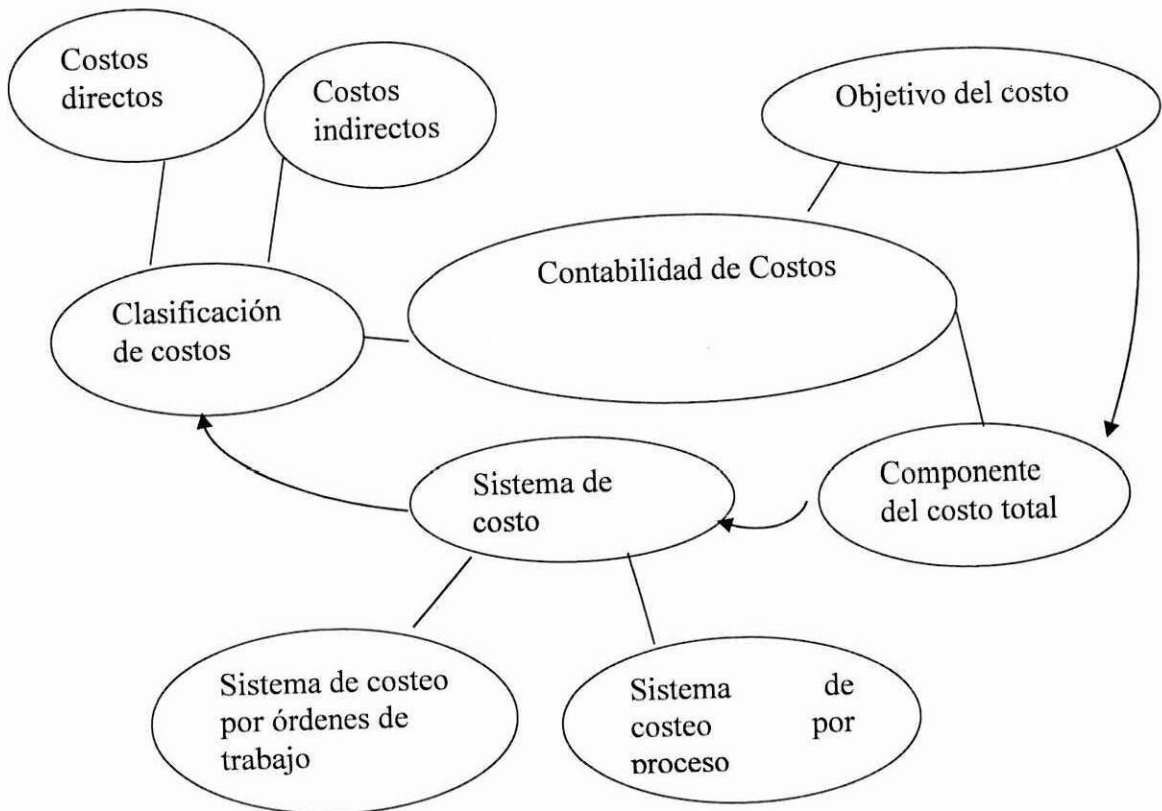 Costos
directos
Costos
indirectos
Objetivo del costo
Contabilidad de Costos
Clasificación
de costos
Sistema de
costo
Componente
del costo total
Sistema de costeo
por órdenes de
trabajo
Sistema de
costeo por
proceso